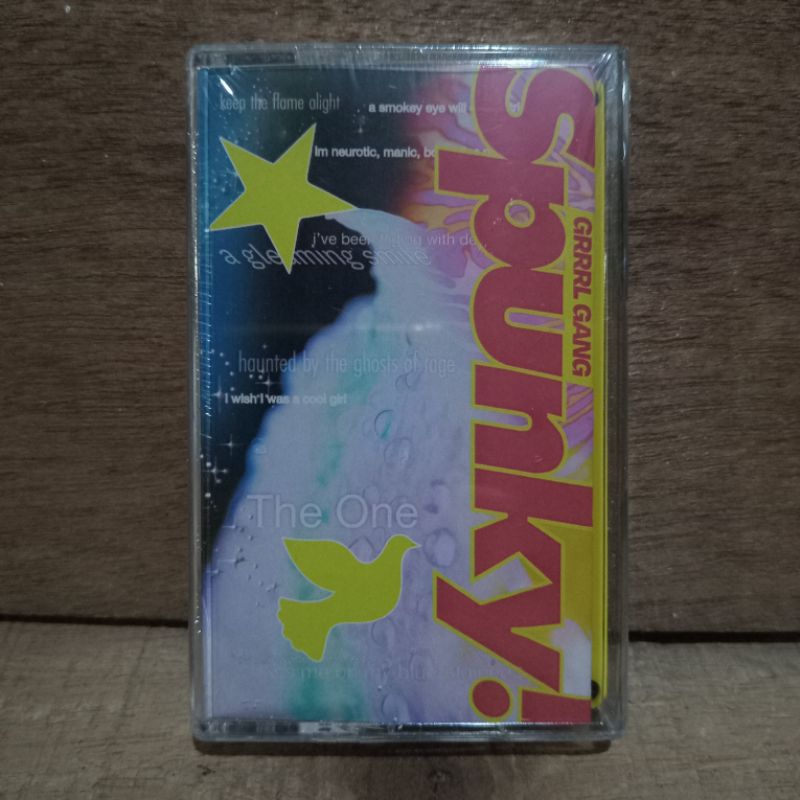 keep the flame alight
a smokey eye will
im neurotic, manic,
j've been with
a gleaming smile
haunted by the ghosts of rage
I wish I was a cool girl
The One
spunky!
GRRRL GANG